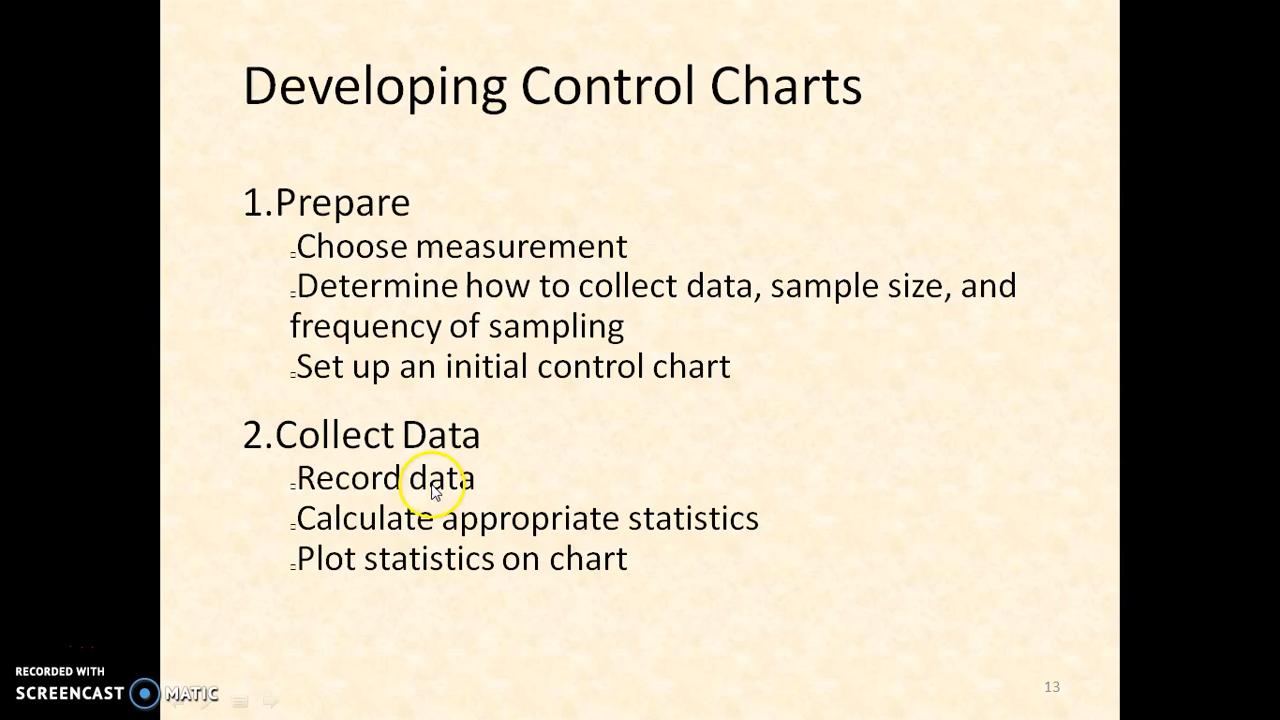 Developing Control Charts
1.Prepare
Choose measurement
Determine how to collect data, sample size, and
frequency of sampling
Set up an initial control chart
2.Collect Data
Record data
Calculate appropriate statistics
Plot statistics on chart
13
RECORDED WITH
SCREENCAST MATIC